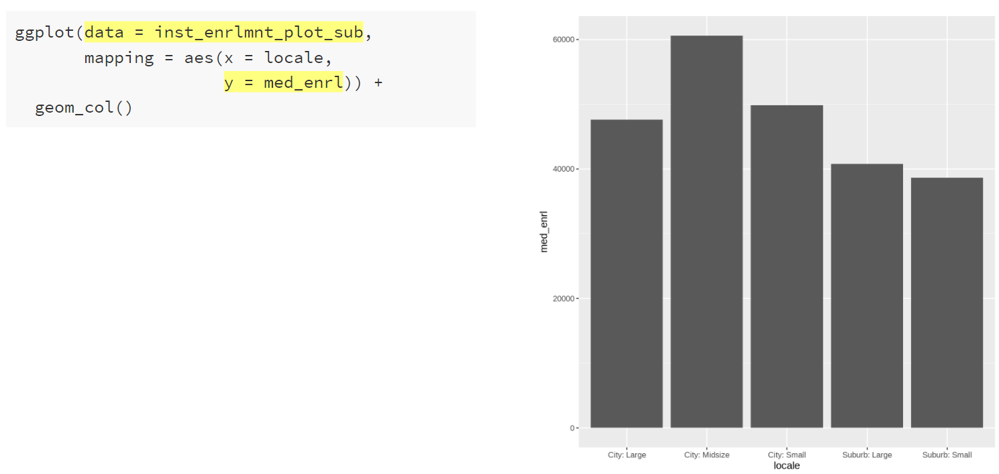 ggplot(data = inst_enrlmnt_plot_sub,
       mapping = aes(x = locale,
                     y = med_enrl)) +
  geom_col()
60000
40000
20000
0
med_enrl
City: Large City: Midsize City: Small Suburb: Large Suburb: Small
locale